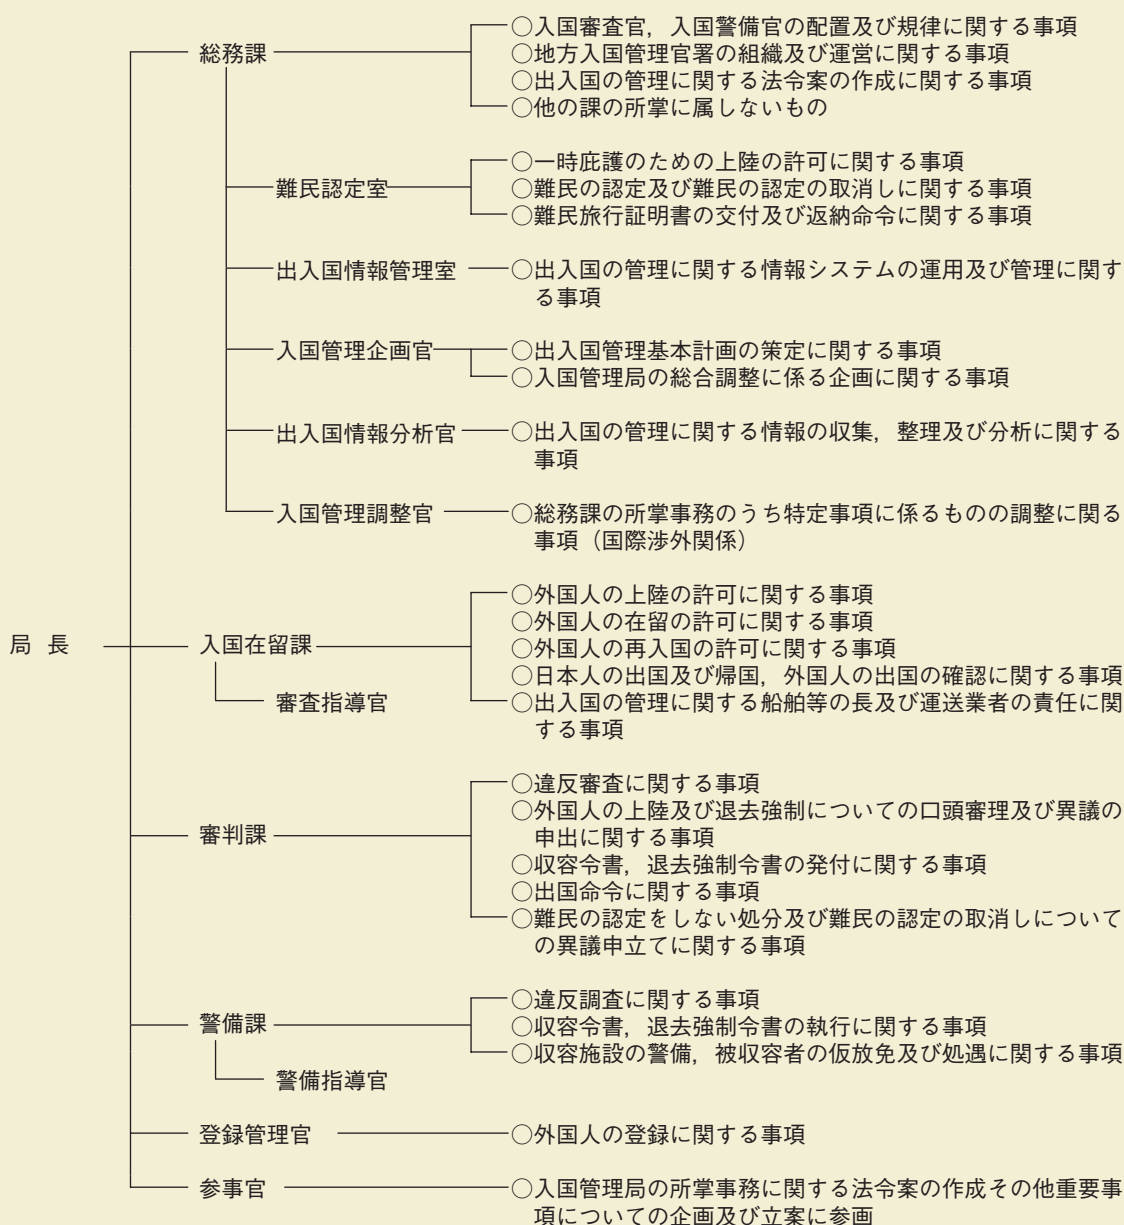 総務課
○入国審査官，入国警備官の配置及び規律に関する事項
○地方入国管理官署の組織及び運営に関する事項
○出入国の管理に関する法令案の作成に関する事項
○他の課の所掌に属しないもの
難民認定室
○一時庇護のための上陸の許可に関する事項
○難民の認定及び難民の認定の取消しに関する事項
○難民旅行証明書の交付及び返納命令に関する事項
出入国情報管理室
○出入国の管理に関する情報システムの運用及び管理に関す
る事項
入国管理企画官
○出入国管理基本計画の策定に関する事項
○入国管理局の総合調整に係る企画に関する事項
出入国情報分析官
○出入国の管理に関する情報の収集，整理及び分析に関する
事項
入国管理調整官
○総務課の所掌事務のうち特定事項に係るものの調整に関る
事項（国際渉外関係）
局 長
入国在留課
○外国人の上陸の許可に関する事項
○外国人の在留の許可に関する事項
○外国人の再入国の許可に関する事項
○日本人の出国及び帰国，外国人の出国の確認に関する事項
○出入国の管理に関する船舶等の長及び運送業者の責任に関
する事項
審査指導官
審判課
○違反審査に関する事項
○外国人の上陸及び退去強制についての口頭審理及び異議の
申出に関する事項
○収容令書，退去強制令書の発付に関する事項
○出国命令に関する事項
○難民の認定をしない処分及び難民の認定の取消しについて
の異議申立てに関する事項
警備課
○違反調査に関する事項
○収容令書，退去強制令書の執行に関する事項
○収容施設の警備，被収容者の仮放免及び処遇に関する事項
警備指導官
登録管理官
○外国人の登録に関する事項
参事官
○入国管理局の所掌事務に関する法令案の作成その他重要事
項についての企画及び立案に参画